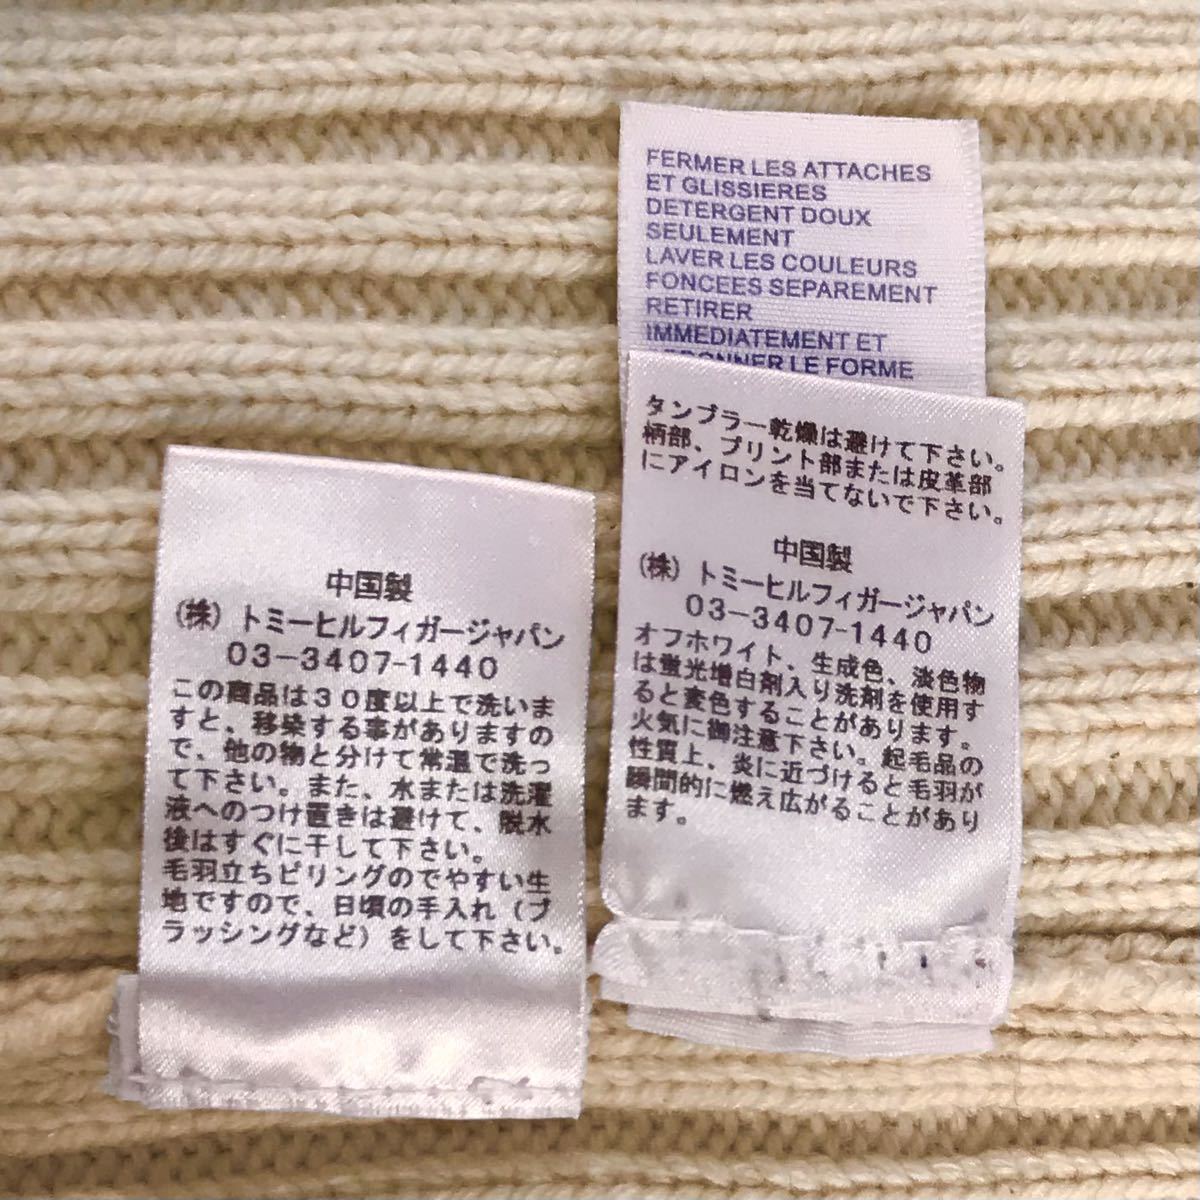 FERMER LES ATTACHES
ET GLISSIERES
DETERGENT DOUX
SEULEMENT
LAVER LES COULEURS
FONCEES SEPAREMENT
RETIRER
IMMEDIATEMENT ET
LE FORME
タンブラー乾燥は避けて下さい。
柄部、プリント部または皮革部
にアイロンを当てないで下さい。
中国製
(株) トミーヒルフィガージャパン
03-3407-1440
オフホワイト、生成色、淡色物
は蛍光増白剤入り洗剤を使用す
ると変色することがあります。
火気に御注意下さい。起毛品の
性質上、炎に近づけると毛羽が
瞬間的に燃え広がることがあり
ます。
中国製
(株) トミーヒルフィガージャパン
03-3407-1440
この商品は30度以上で洗いま
すと、移染する事がありますの
で、他の物と分けて常温で洗っ
て下さい。また、水または洗濯
液へのつけ置きは避けて、脱水
後はすぐに干して下さい。
毛羽立ちピリングのでやすい生
地ですので、日頃の手入れ(ブ
ラッシングなど)をして下さい。